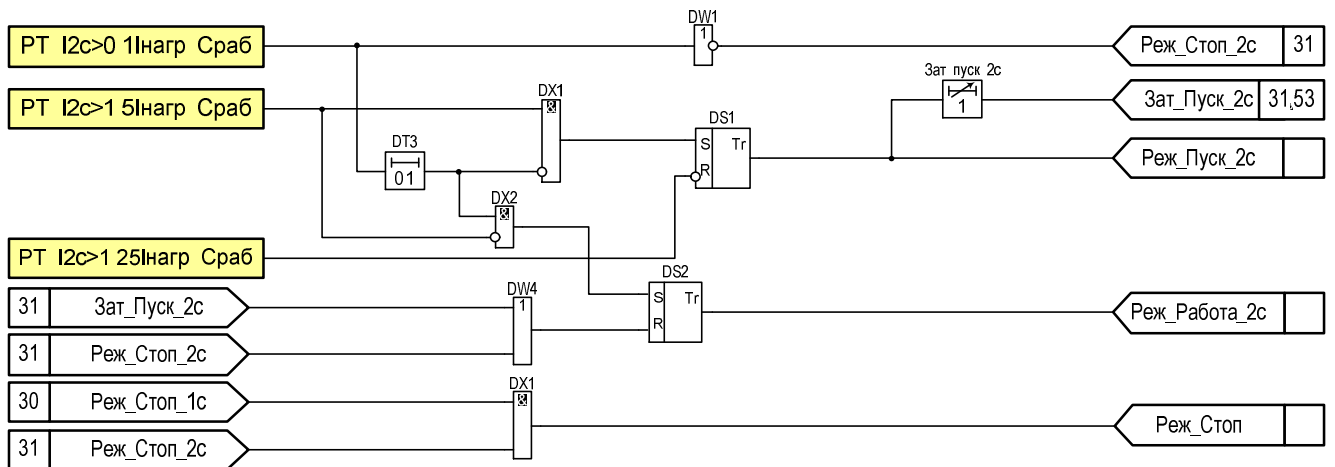 DW1
РТ I2c>0 1Iнагр Сраб
1
Реж_Стоп_2с 31
Зат пуск 2с
РТ I2c>1 5Iнагр Сраб
DX1
&
1
Зат_Пуск_2с 31,53
DS1
DT3
S Tr
R
Реж_Пуск_2с
01
DX2
&
РТ I2c>1 25Iнагр Сраб
DS2
31 Зат_Пуск_2с
DW4
1
S Tr
R
Реж_Работа_2с
31 Реж_Стоп_2с
DX1
30 Реж_Стоп_1с
&
Реж_Стоп
31 Реж_Стоп_2с